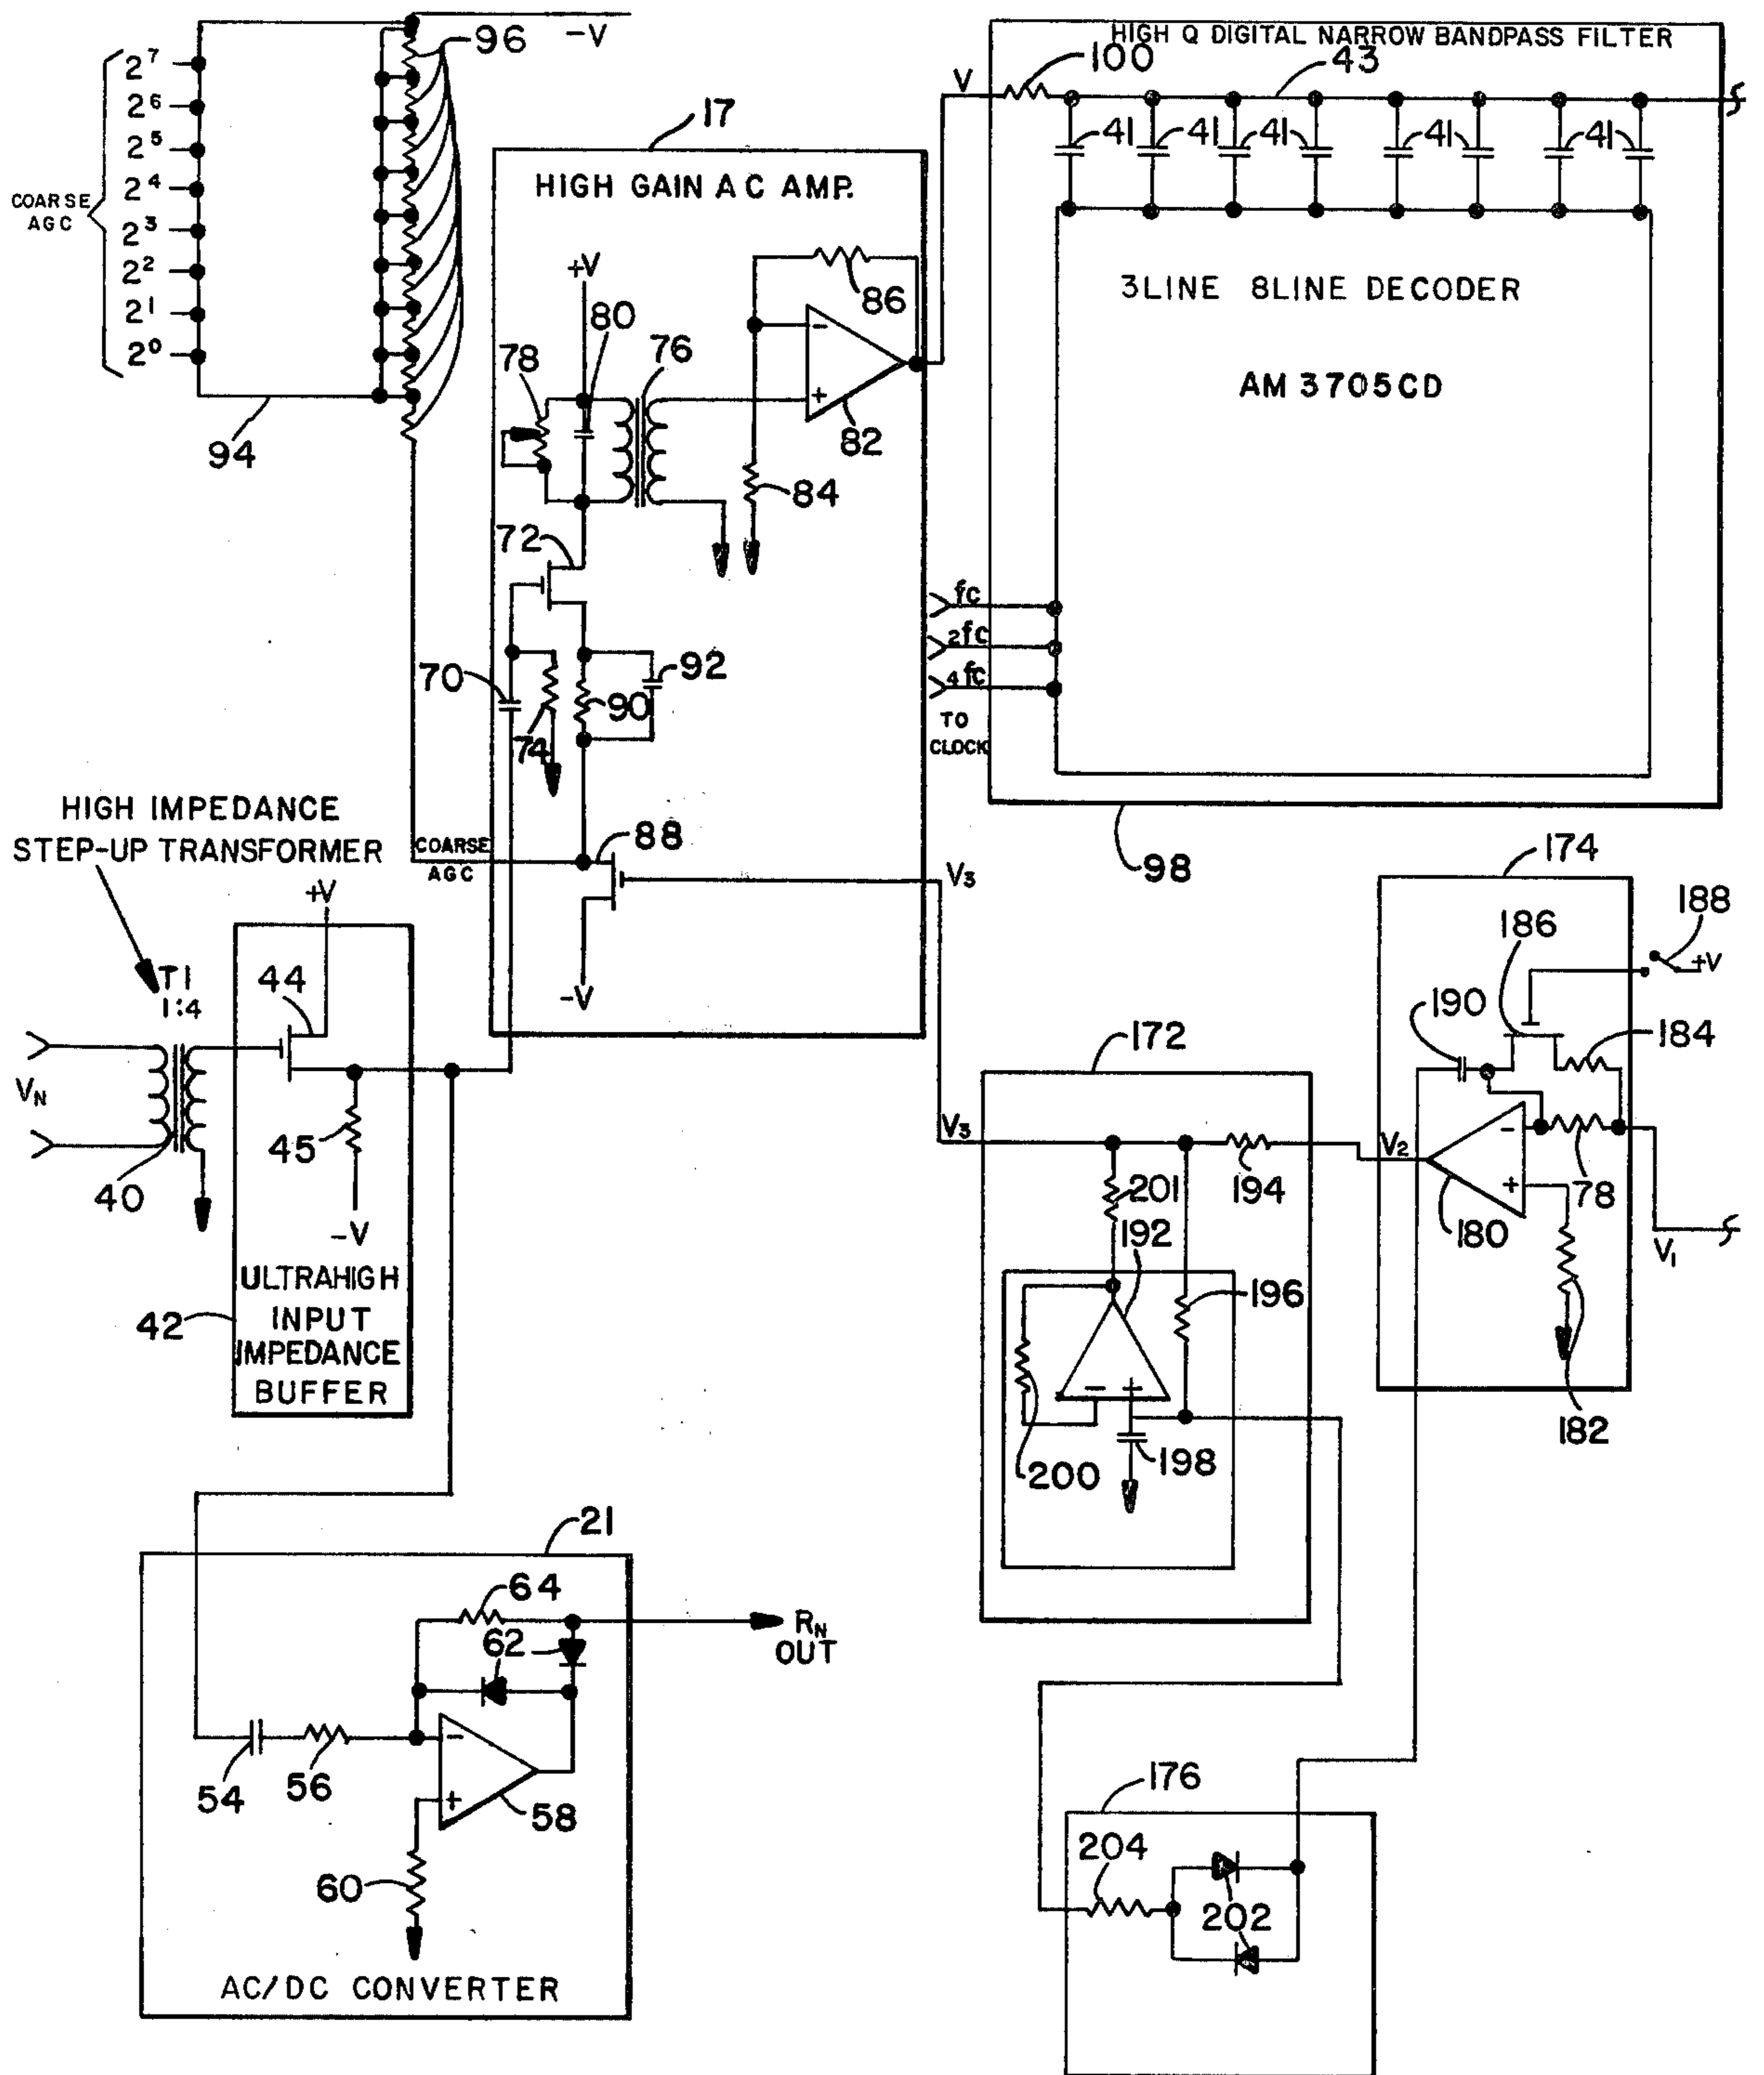 -V
96
2⁷
2⁶
2⁵
2⁴
2³
2²
2¹
2⁰
COARSE
AGC
94
17
HIGH GAIN AC AMP.
+V
80
78
76
86
-
+
82
84
72
70
74
90
92
88
COARSE
AGC
V₃
-V
HIGH Q DIGITAL NARROW BANDPASS FILTER
V
100
43
41
41
41
41
41
3LINE 8LINE DECODER
AM 3705CD
fc
2fc
4fc
TO
CLOCK
98
HIGH IMPEDANCE
STEP-UP TRANSFORMER
T1
1:4
VN
40
+V
44
45
-V
ULTRAHIGH
INPUT
IMPEDANCE
BUFFER
42
174
188
186
+V
190
184
-
+
78
180
V₂
V₁
182
172
V₃
201
194
192
196
-
+
200
198
21
64
62
RN
OUT
54
56
-
+
58
60
AC/DC CONVERTER
176
204
202